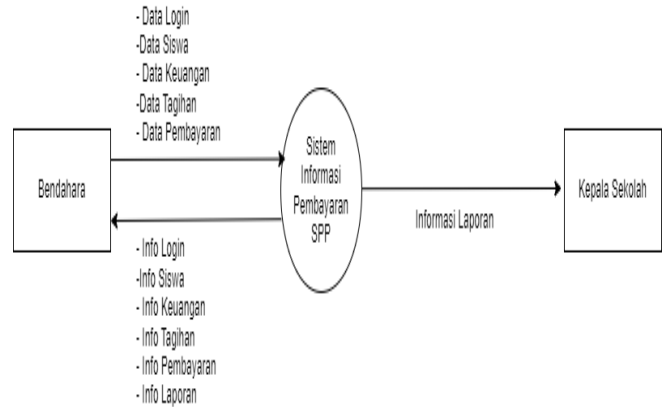 - Data Login
-Data Siswa
- Data Keuangan
-Data Tagihan
- Data Pembayaran
Bendahara
Sistem
Informasi
Pembayaran
SPP
Kepala Sekolah
Informasi Laporan
- Info Login
-Info Siswa
- Info Keuangan
- Info Tagihan
- Info Pembayaran
- Info Laporan